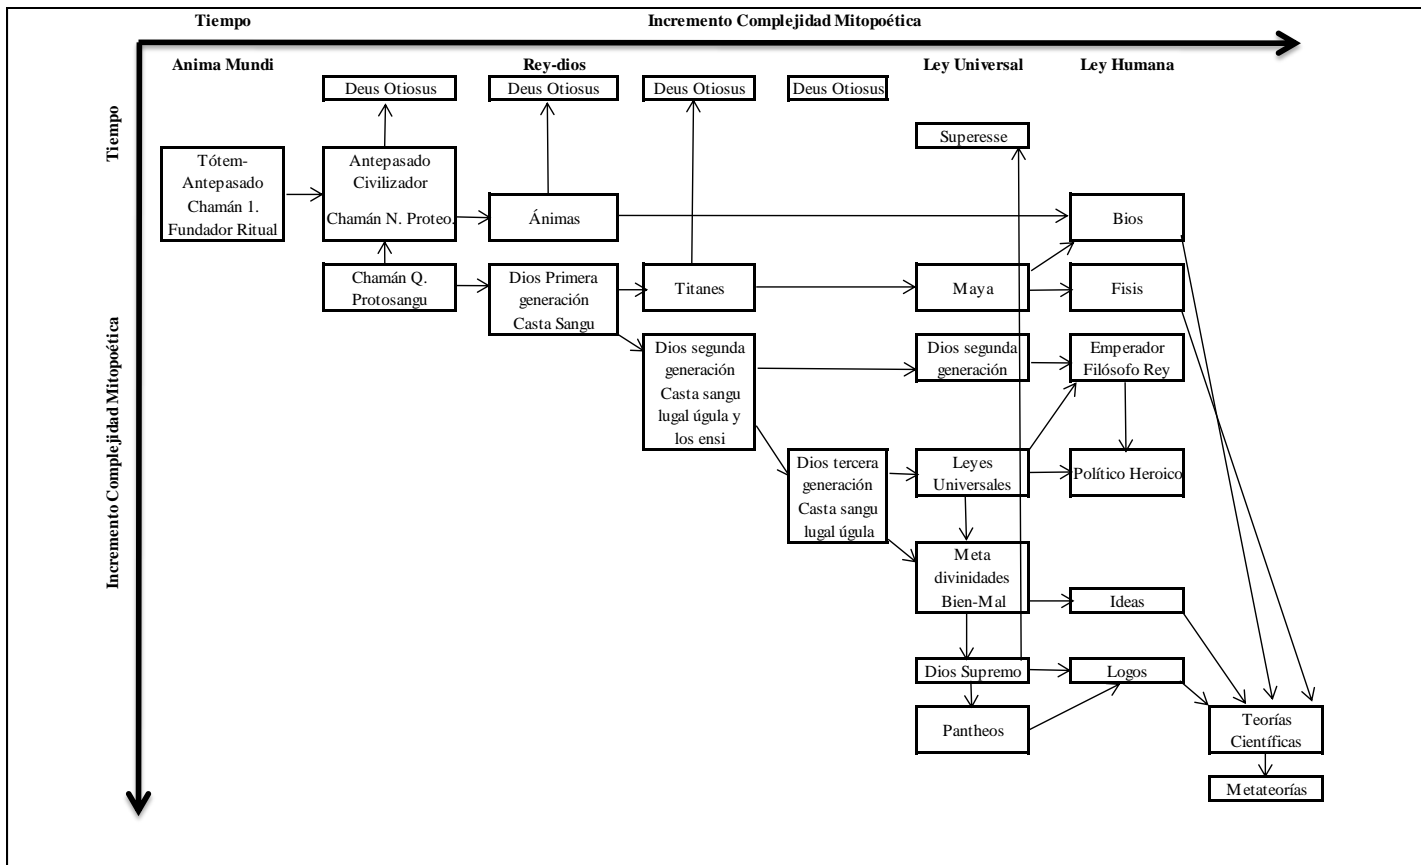 Tiempo
Incremento Complejidad Mitopoética
Anima Mundi
Rey-dios
Ley Universal
Ley Humana
Tiempo
Incremento Complejidad Mitopoética
Deus Otiosus
Deus Otiosus
Deus Otiosus
Deus Otiosus
Superesse
Tótem-
Antepasado
Chamán 1.
Fundador Ritual
Antepasado
Civilizador
Chamán N. Proteo.
Ánimas
Bios
Chamán Q.
Protosangu
Dios Primera
generación
Casta Sangu
Titanes
Maya
Fisis
Dios segunda
generación
Casta sangu
lugal úgula y
los ensi
Dios segunda
generación
Emperador
Filósofo Rey
Dios tercera
generación
Casta sangu
lugal úgula
Leyes
Universales
Político Heroico
Meta
divinidades
Bien-Mal
Ideas
Dios Supremo
Logos
Pantheos
Teorías
Científicas
Metateorías